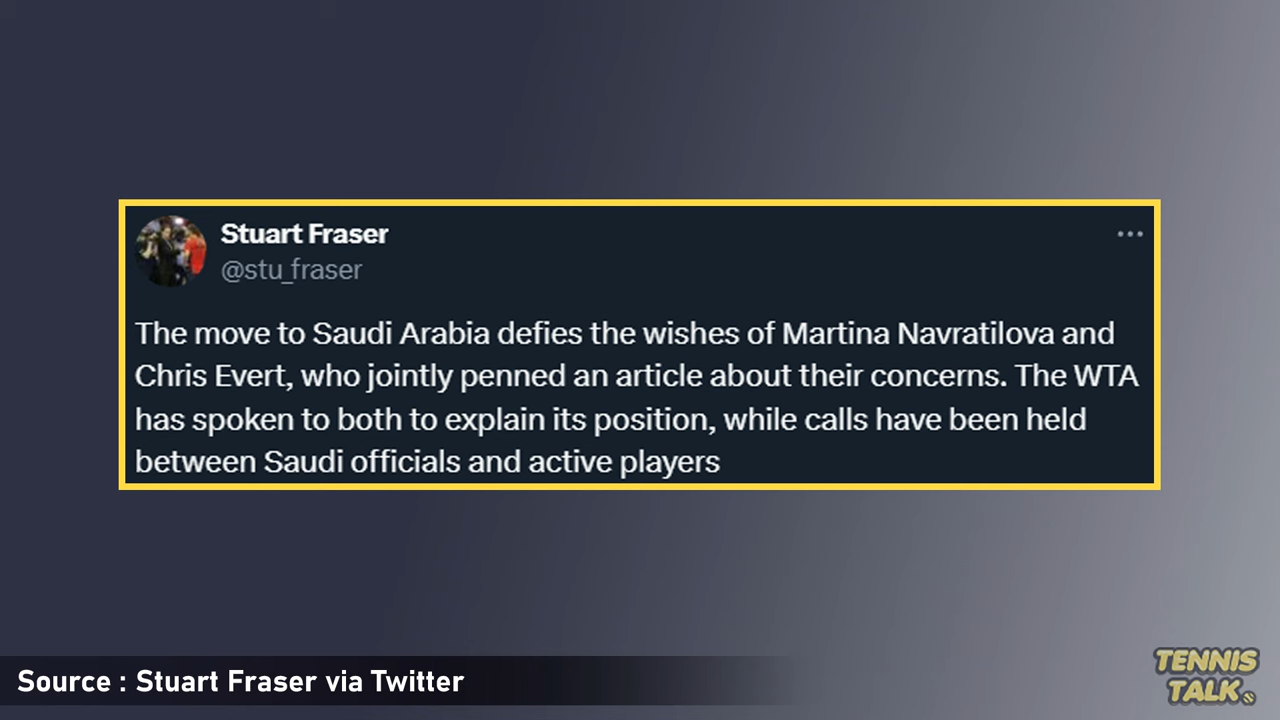 Stuart Fraser
@stu_fraser
The move to Saudi Arabia defies the wishes of Martina Navratilova and
Chris Evert, who jointly penned an article about their concerns. The WTA
has spoken to both to explain its position, while calls have been held
between Saudi officials and active players
Source : Stuart Fraser via Twitter
TENNIS
TALK